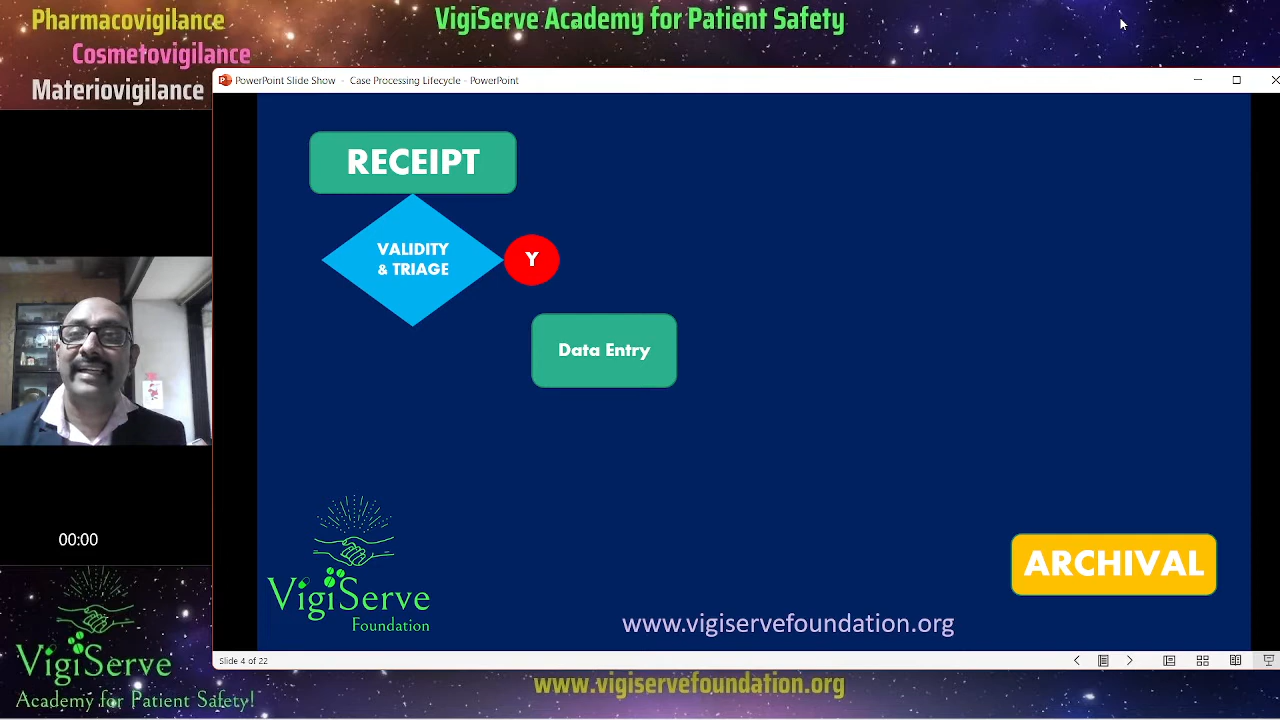 Pharmacovigilance
Cosmetovigilance
Materiovigilance
VigiServe Academy for Patient Safety
PowerPoint Slide Show - Case Processing Lifecycle - PowerPoint
RECEIPT
VALIDITY
& TRIAGE
Y
Data Entry
ARCHIVAL
VigiServe
Foundation
www.vigiservefoundation.org
Slide 4 of 22
00:00
VigiServe
Academy for Patient Safety!
www.vigiservefoundation.org